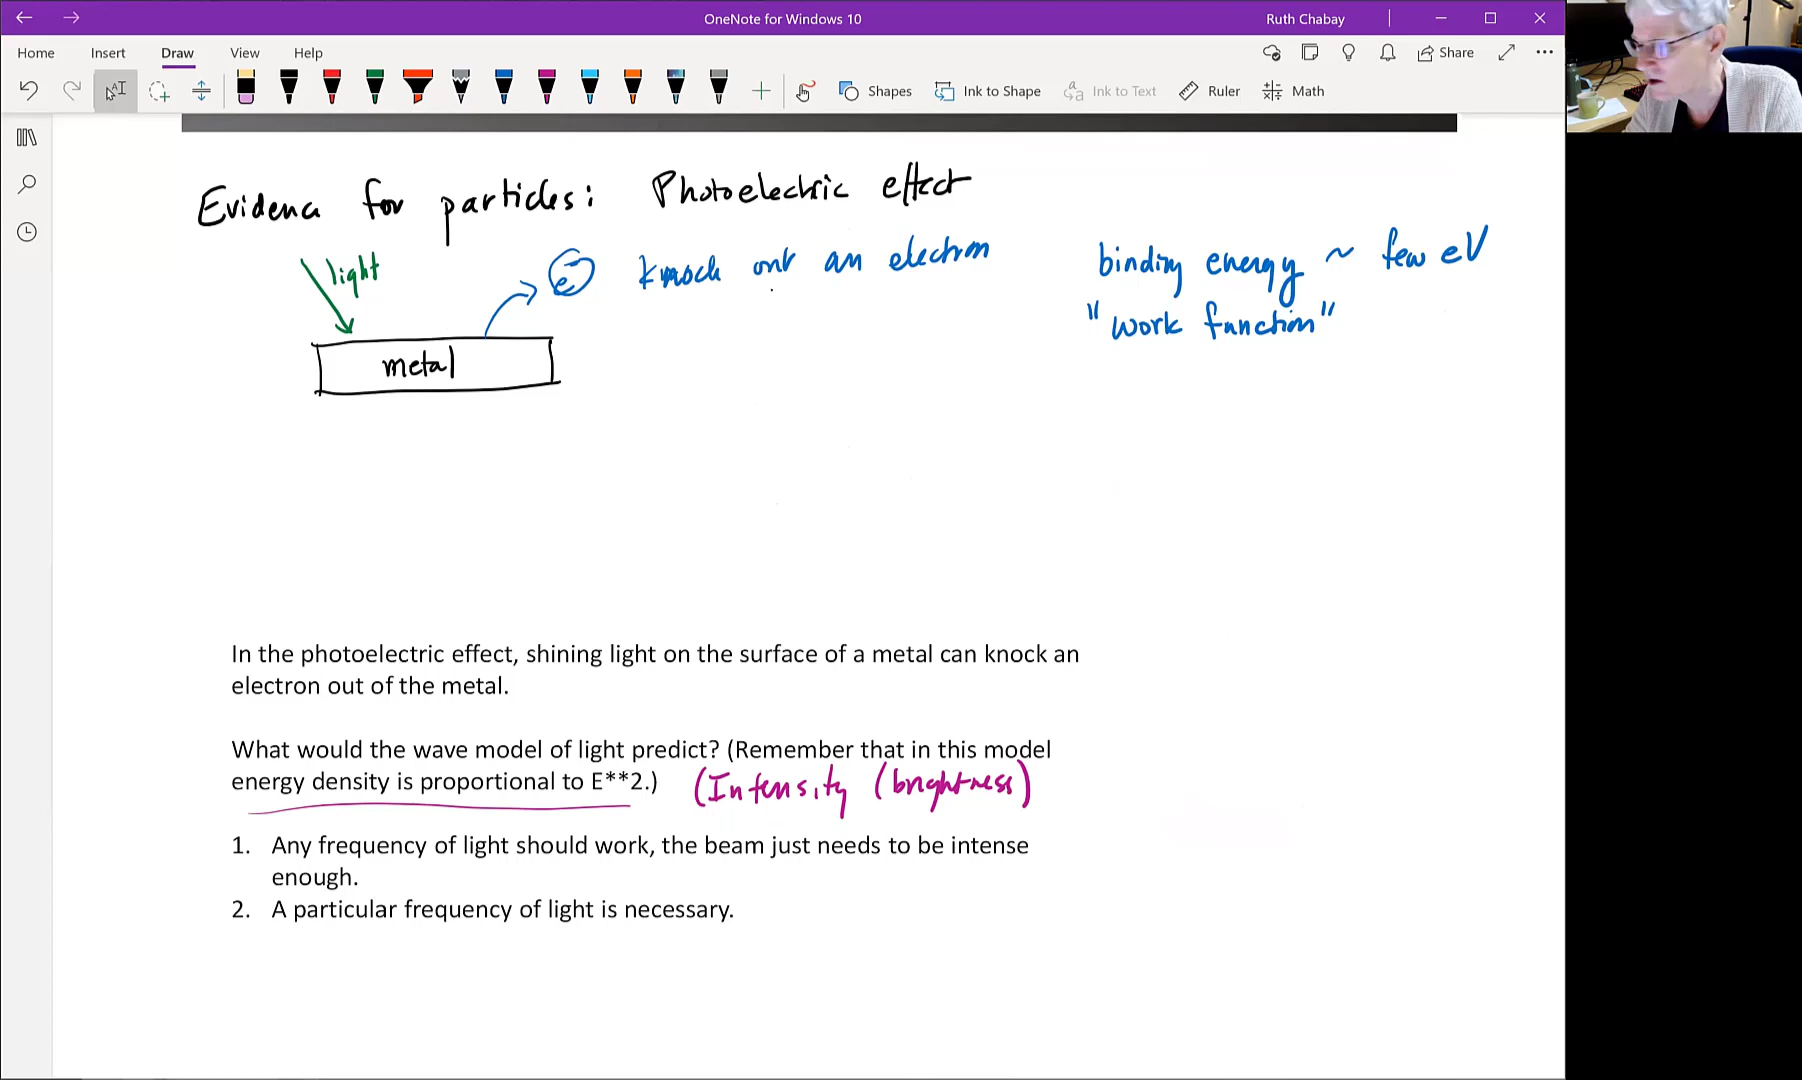 OneNote for Windows 10
Ruth Chabay
Home Insert Draw View Help
Share
Shapes Ink to Shape Ink to Text Ruler Math
Evidence for particles: Photoelectric effect
light
e-
knock out an electron
binding energy ~ few eV
"work function"
metal
In the photoelectric effect, shining light on the surface of a metal can knock an
electron out of the metal.
What would the wave model of light predict? (Remember that in this model
energy density is proportional to E**2.)
(Intensity (brightness)
1. Any frequency of light should work, the beam just needs to be intense
enough.
2. A particular frequency of light is necessary.